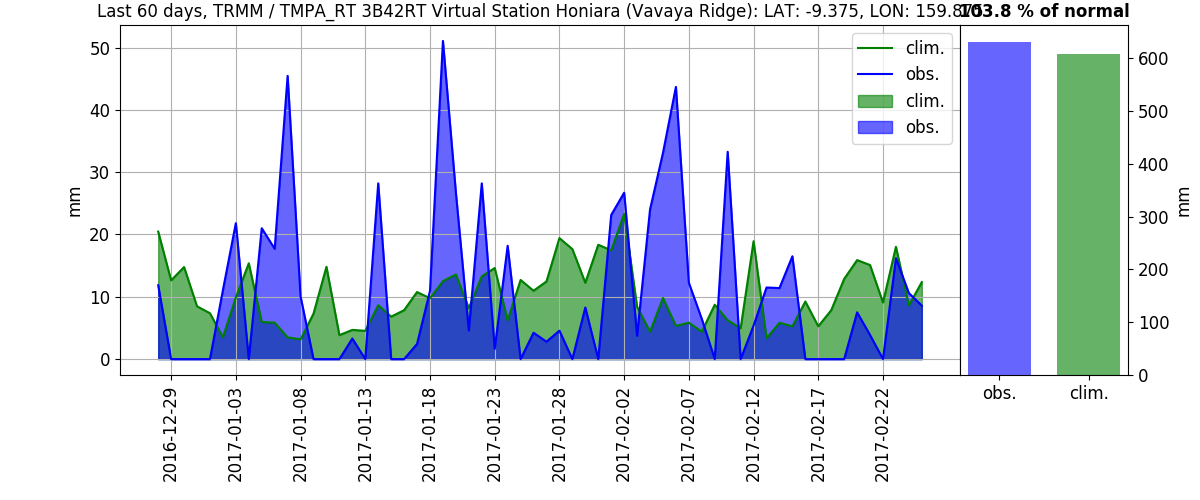 Last 60 days, TRMM / TMPA_RT 3B42RT Virtual Station Honiara (Vavaya Ridge): LAT: -9.375, LON: 159.875
103.8 % of normal
clim.
obs.
clim.
obs.
50
40
30
20
10
0
mm
600
500
400
300
200
100
0
mm
obs.
clim.
2016-12-29
2017-01-03
2017-01-08
2017-01-13
2017-01-18
2017-01-23
2017-01-28
2017-02-02
2017-02-07
2017-02-12
2017-02-17
2017-02-22